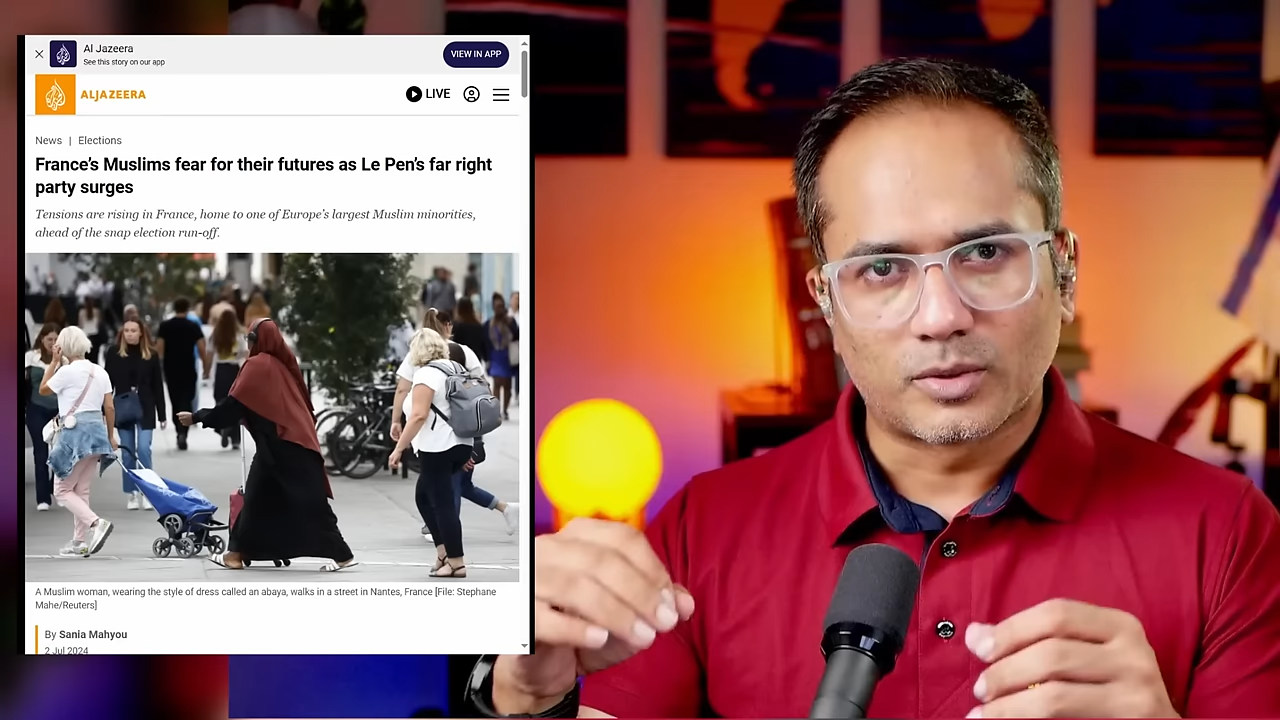 Al Jazeera
See this story on our app
VIEW IN APP
ALJAZEERA
LIVE
News | Elections
France's Muslims fear for their futures as Le Pen's far right
party surges
Tensions are rising in France, home to one of Europe's largest Muslim minorities,
ahead of the snap election run-off.
A Muslim woman, wearing the style of dress called an abaya, walks in a street in Nantes, France [File: Stephane
Mahe/Reuters]
By Sania Mahyou
2 Jul 2024